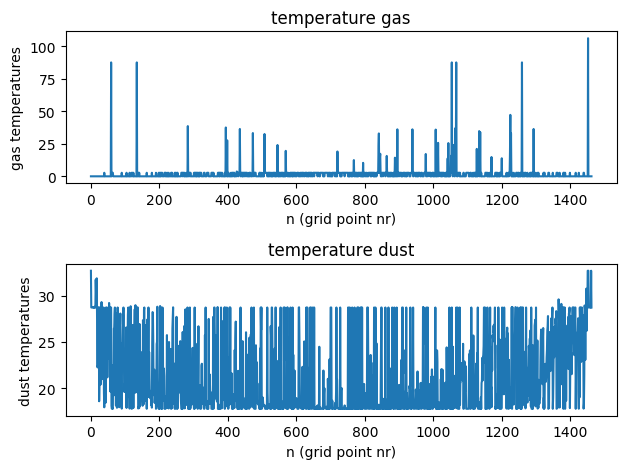 temperature gas
gas temperatures
100
75
50
25
0
0 200 400 600 800 1000 1200 1400
n (grid point nr)
temperature dust
dust temperatures
30
25
20
0 200 400 600 800 1000 1200 1400
n (grid point nr)